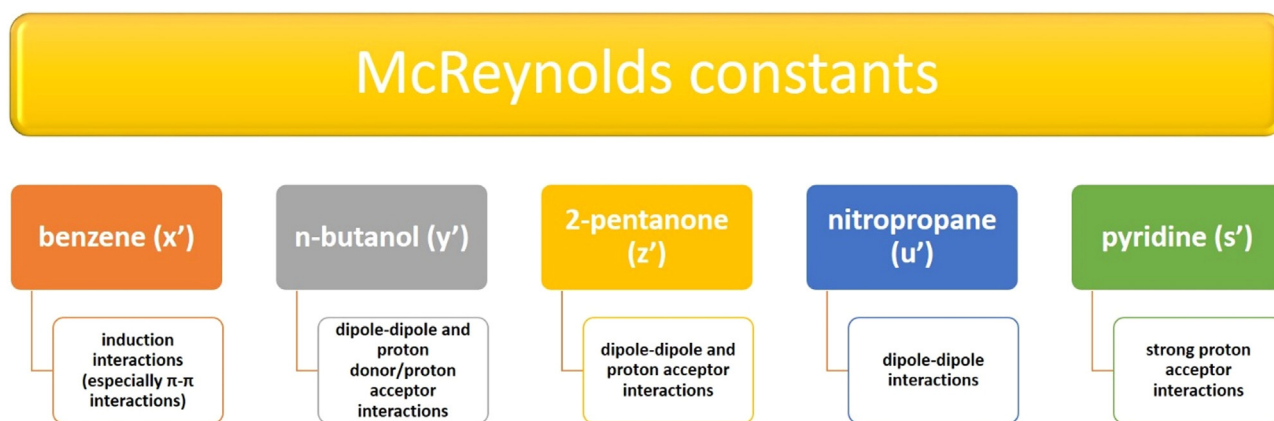 McReynolds constants
benzene (x’)
n-butanol (y’)
2-pentanone
(z’)
nitropropane
(u’)
pyridine (s’)
induction
interactions
(especially π-π
interactions)
dipole-dipole and
proton
donor/proton
acceptor
interactions
dipole-dipole and
proton acceptor
interactions
dipole-dipole
interactions
strong proton
acceptor
interactions